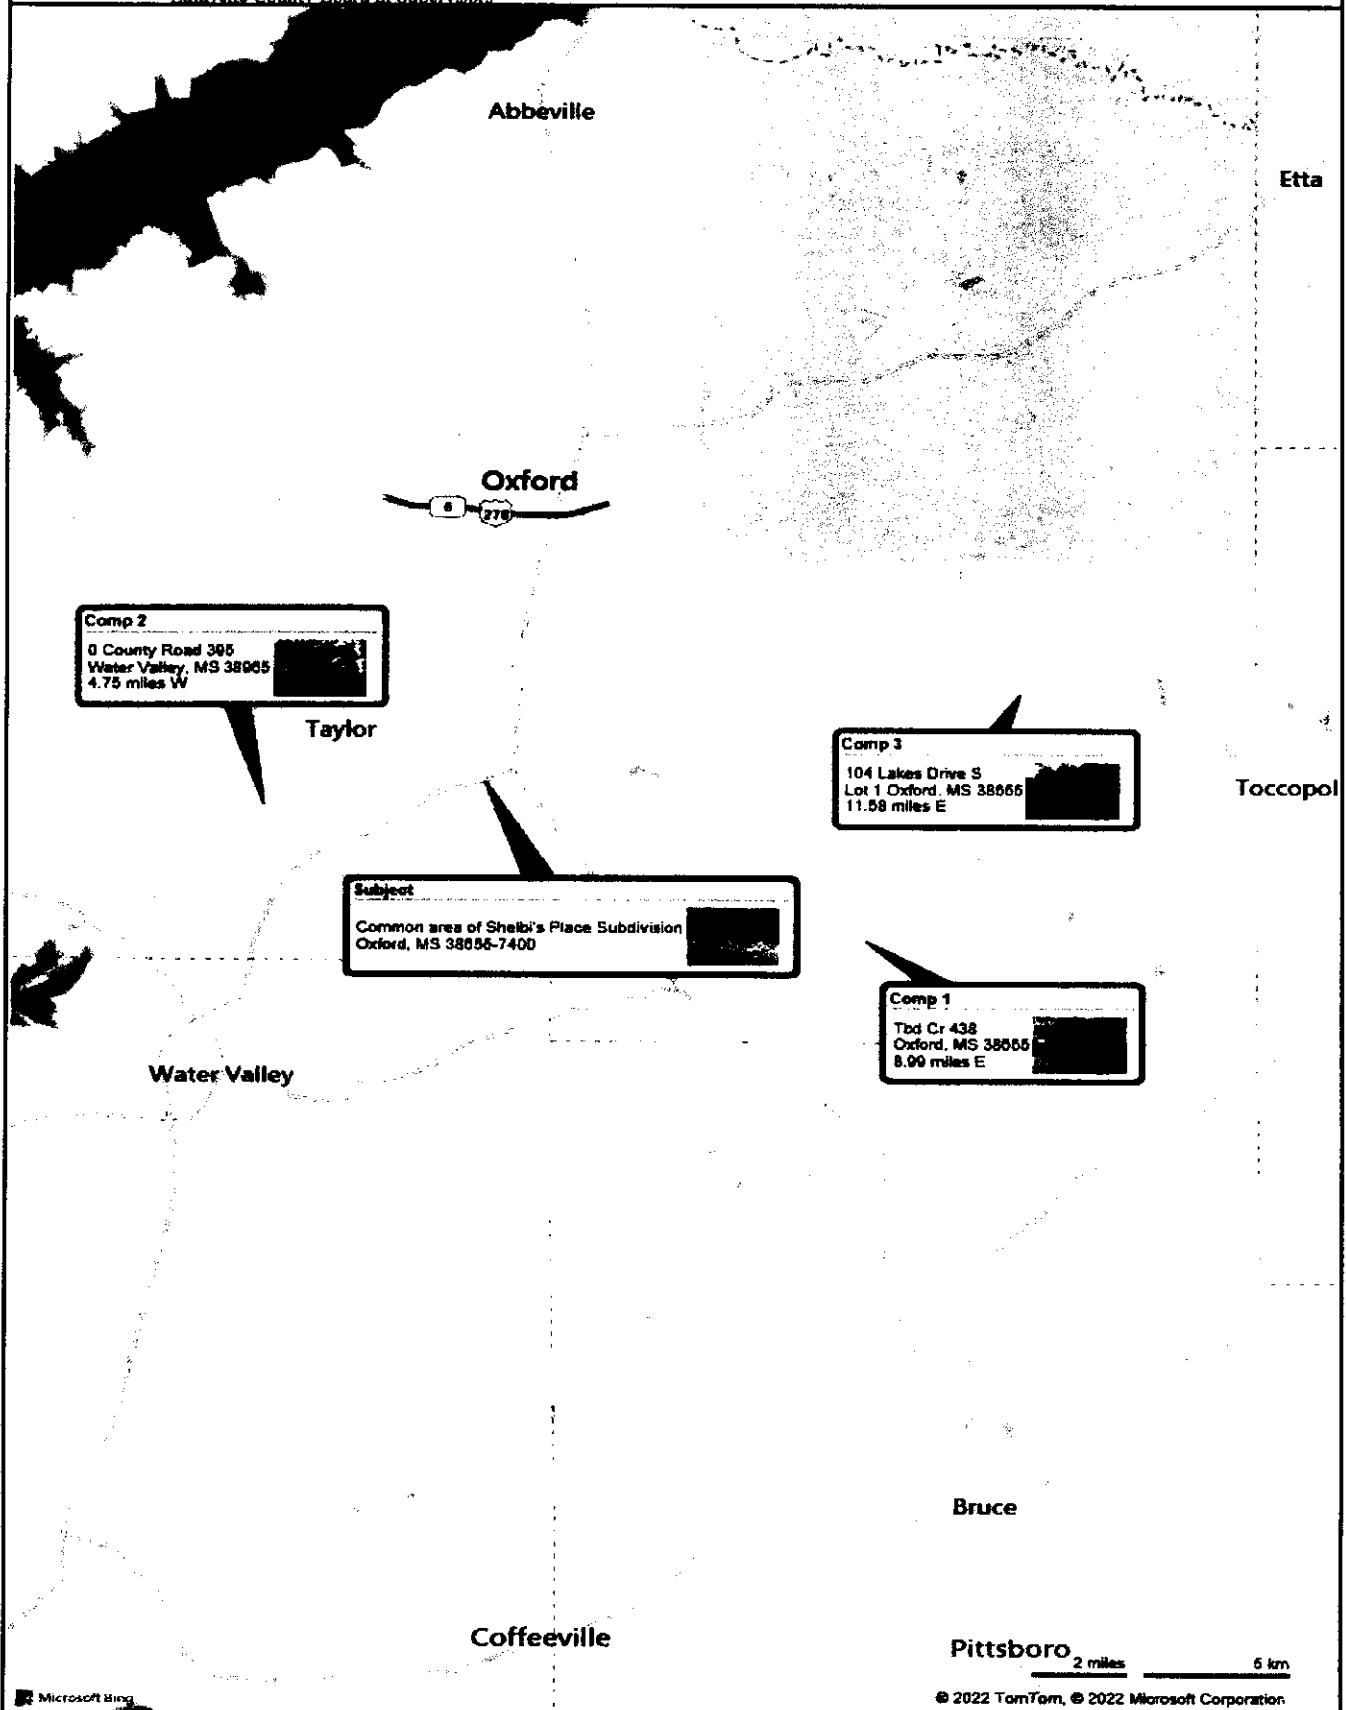 Abbeville
Etta
Oxford
6
278
Comp 2
0 County Road 395
Water Valley, MS 38965
4.75 miles W
Taylor
Comp 3
104 Lakes Drive S
Lot 1 Oxford, MS 38655
11.58 miles E
Toccopol
Subject
Common area of Shelbi's Place Subdivision
Oxford, MS 38655-7400
Comp 1
Tbd Cr 438
Oxford, MS 38655
8.99 miles E
Water Valley
Bruce
Coffeeville
Pittsboro
2 miles
5 km
Microsoft Bing
© 2022 TomTom, © 2022 Microsoft Corporation